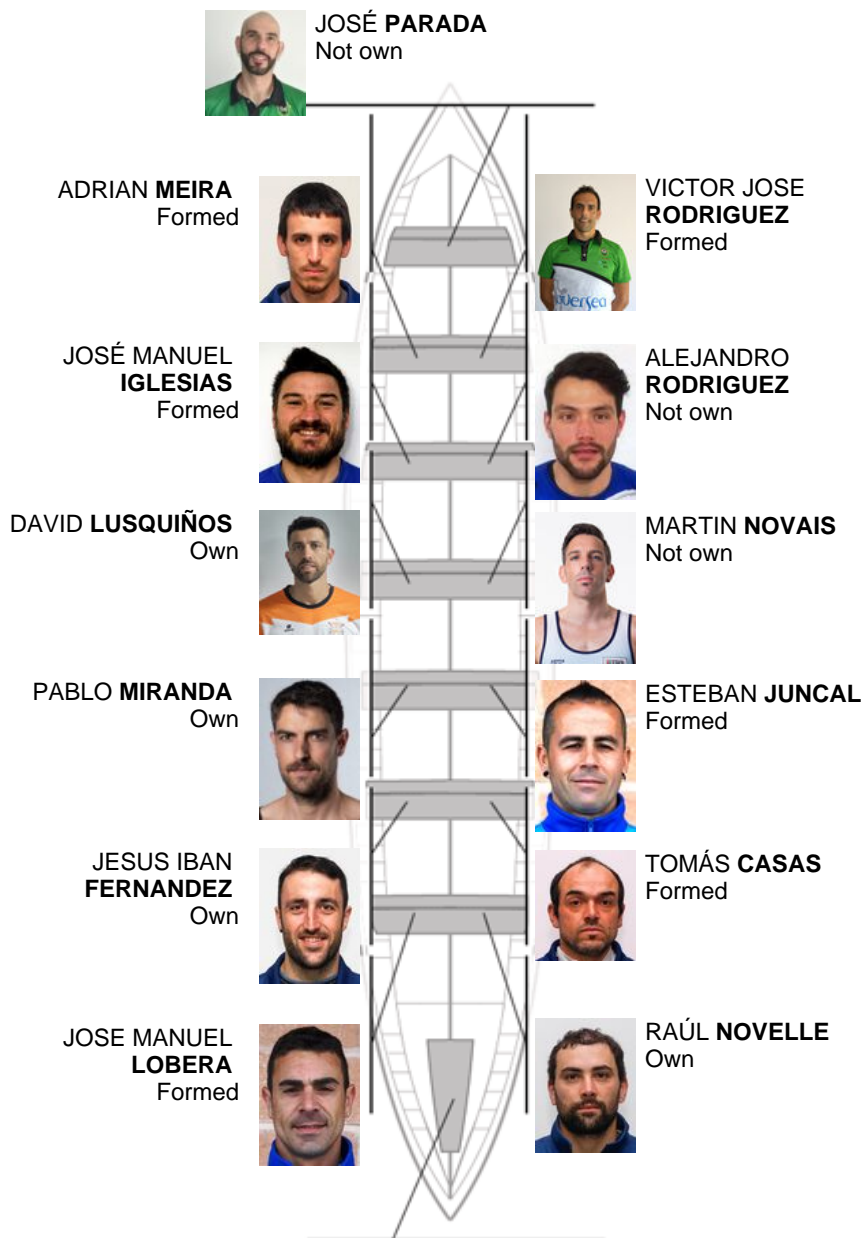 JOSÉ PARADA
Not own
ADRIAN MEIRA
Formed
VICTOR JOSE
RODRIGUEZ
Formed
JOSÉ MANUEL
IGLESIAS
Formed
ALEJANDRO
RODRIGUEZ
Not own
DAVID LUSQUIÑOS
Own
MARTIN NOVAIS
Not own
PABLO MIRANDA
Own
ESTEBAN JUNCAL
Formed
JESUS IBAN
FERNANDEZ
Own
TOMÁS CASAS
Formed
JOSE MANUEL
LOBERA
Formed
RAÚL NOVELLE
Own